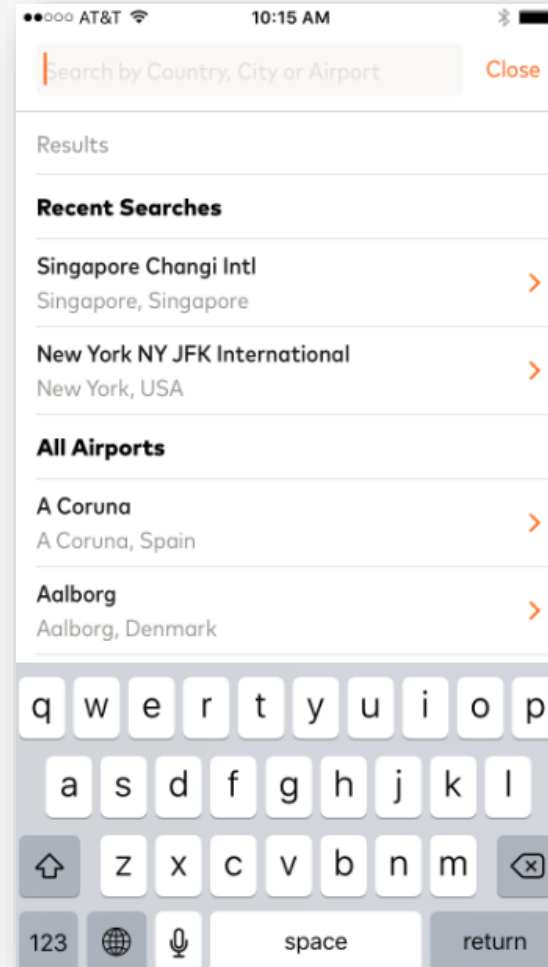 AT&T 10:15 AM
Search by Country, City or Airport Close
Results
Recent Searches
Singapore Changi Intl
Singapore, Singapore
New York NY JFK International
New York, USA
All Airports
A Coruna
A Coruna, Spain
Aalborg
Aalborg, Denmark
q w e r t y u i o p
a s d f g h j k l
z x c v b n m
123 space return